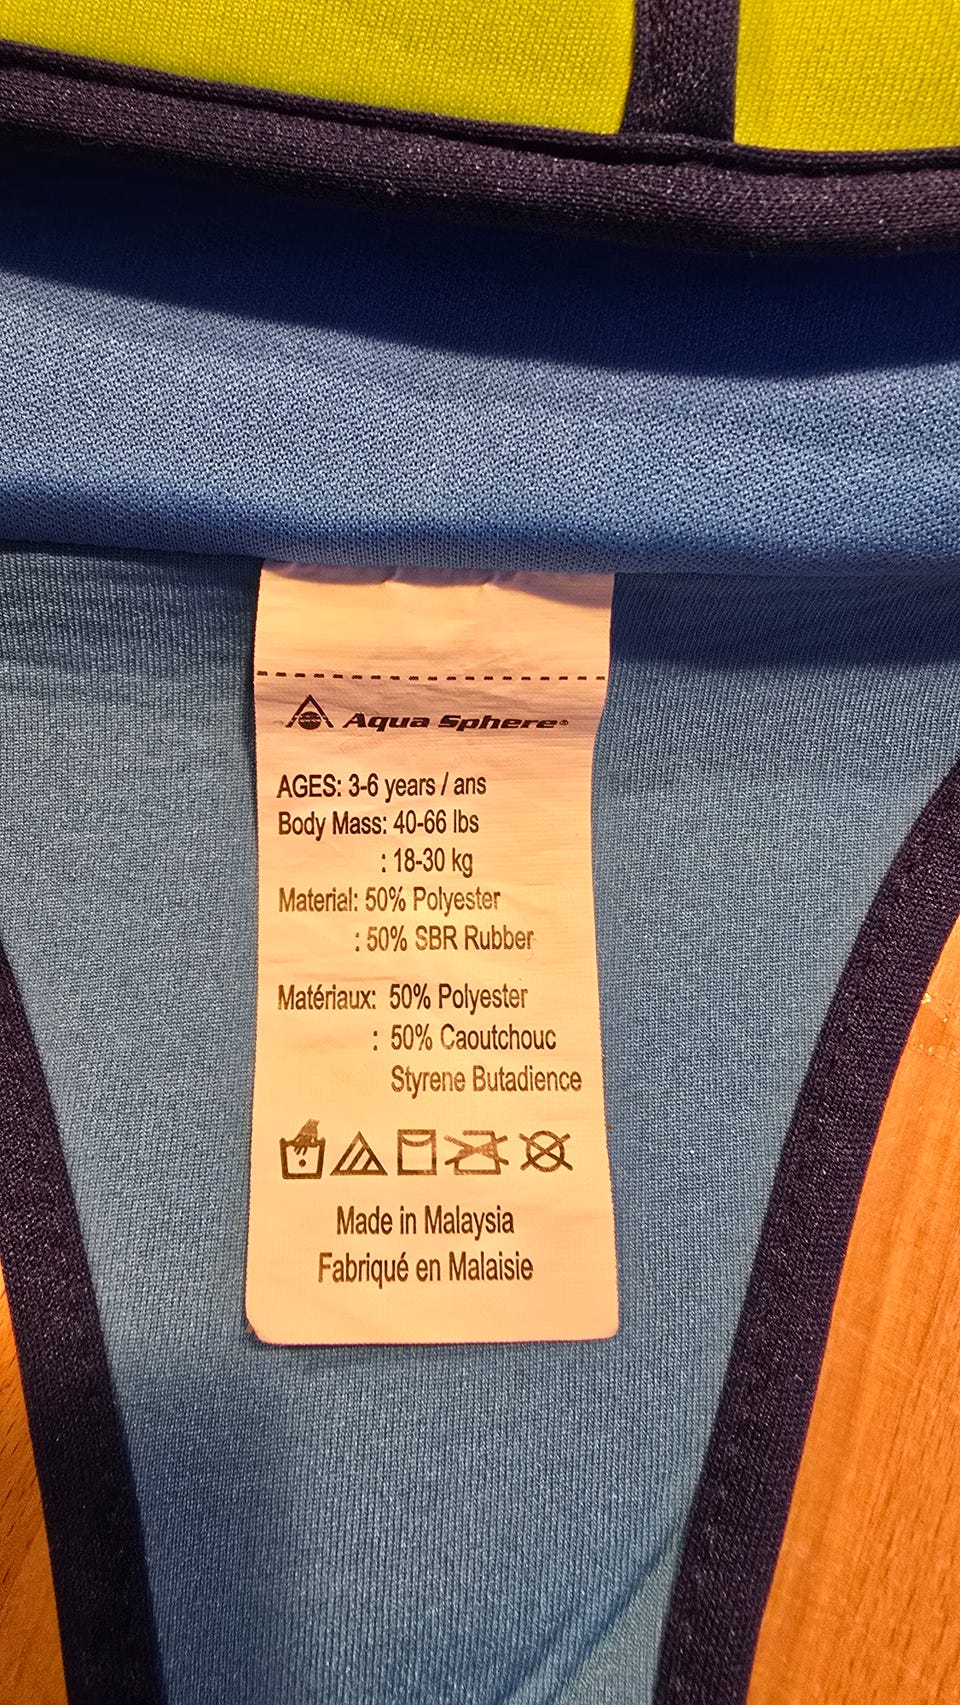 Aqua Sphere®
AGES: 3-6 years / ans
Body Mass: 40-66 lbs
: 18-30 kg
Material: 50% Polyester
: 50% SBR Rubber
Matériaux: 50% Polyester
: 50% Caoutchouc
Styrene Butadience
Made in Malaysia
Fabriqué en Malaisie